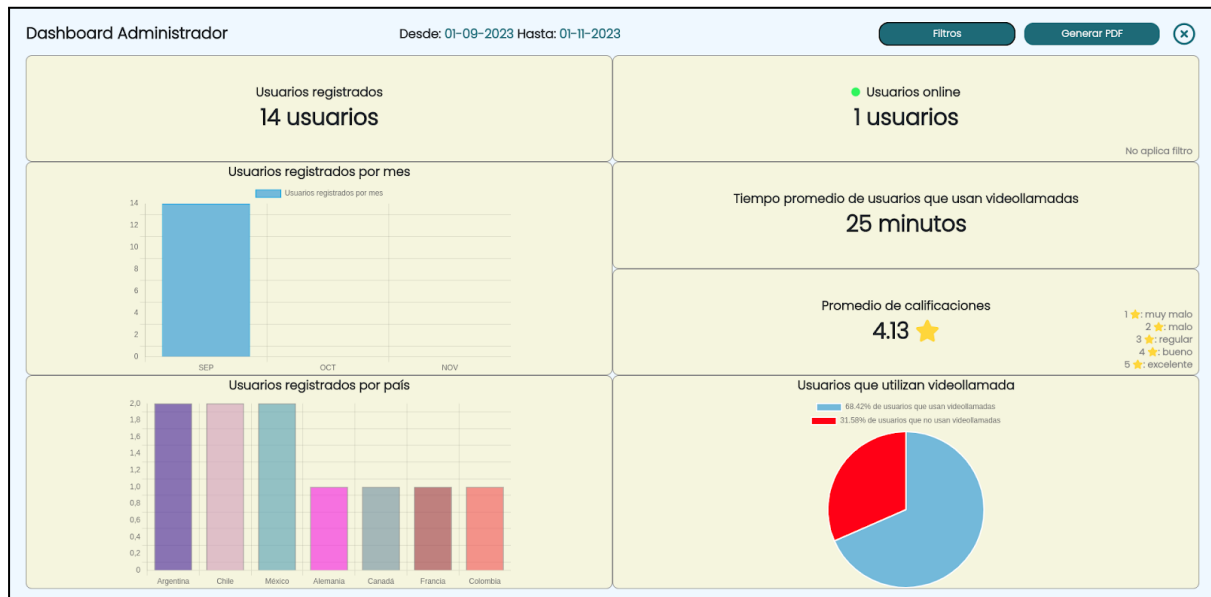 Dashboard Administrador
Desde: 01-09-2023 Hasta: 01-11-2023
Filtros
Generar PDF
Usuarios registrados
14 usuarios
Usuarios online
1 usuarios
No aplica filtro
Usuarios registrados por mes
Usuarios registrados por mes
14
12
10
8
6
4
2
0
SEP OCT NOV
Tiempo promedio de usuarios que usan videollamadas
25 minutos
Promedio de calificaciones
4.13 ⭐
1 ⭐: muy malo
2 ⭐: malo
3 ⭐: regular
4 ⭐: bueno
5 ⭐: excelente
Usuarios registrados por país
2,0
1,8
1,6
1,4
1,2
1,0
0,8
0,6
0,4
0,2
0
Argentina Chile México Alemania Canadá Francia Colombia
Usuarios que utilizan videollamada
68.42% de usuarios que usan videollamadas
31.58% de usuarios que no usan videollamadas